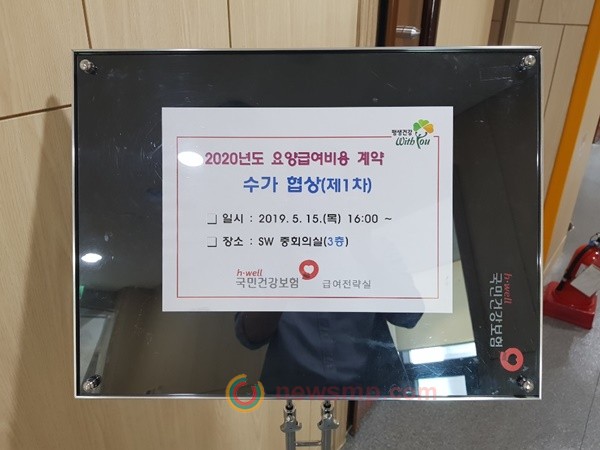 평생건강
With You
2020년도 요양급여비용 계약
수가 협상(제1차)
❑ 일시 : 2019. 5. 15.(목) 16:00 ~
❑ 장소 : SW 중회의실(3층)
h·well
국민건강보험 급여전략실
h·well
국민건강보험
newsmp.com